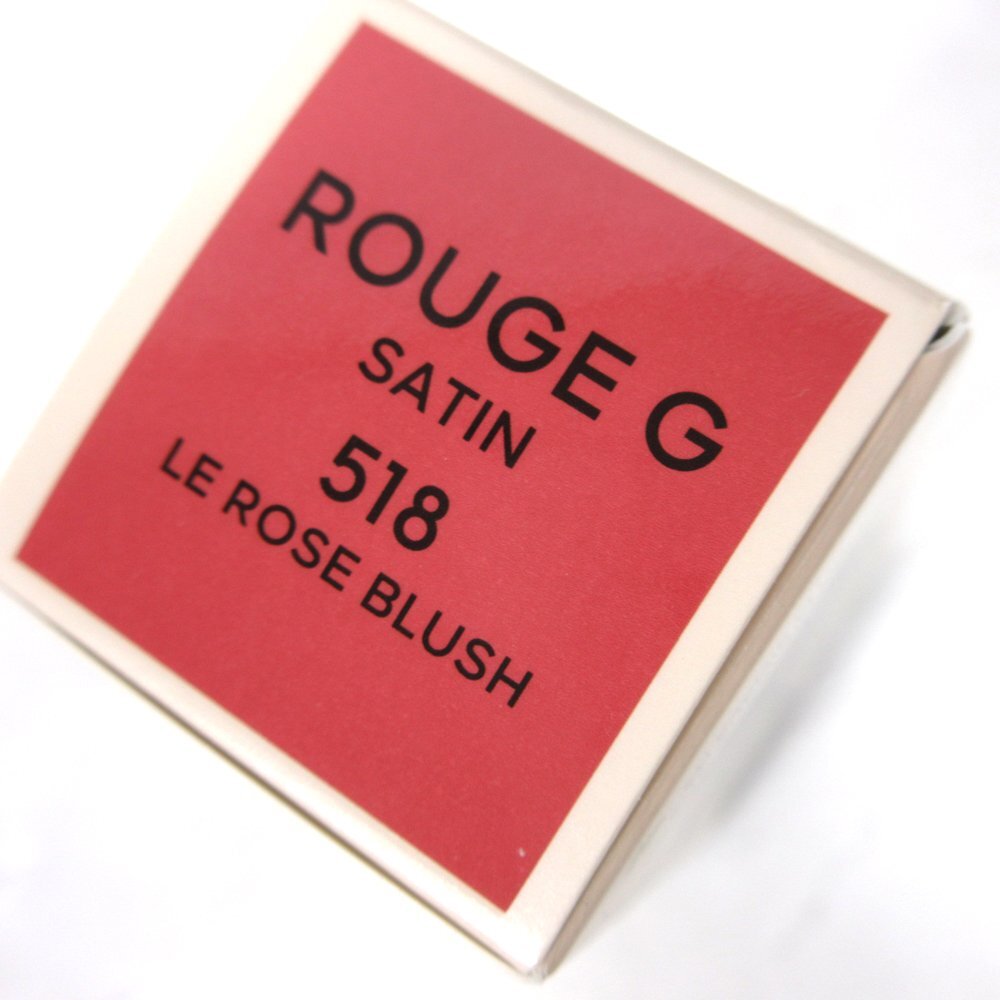 ROUGE G
SATIN
518
LE ROSE BLUSH